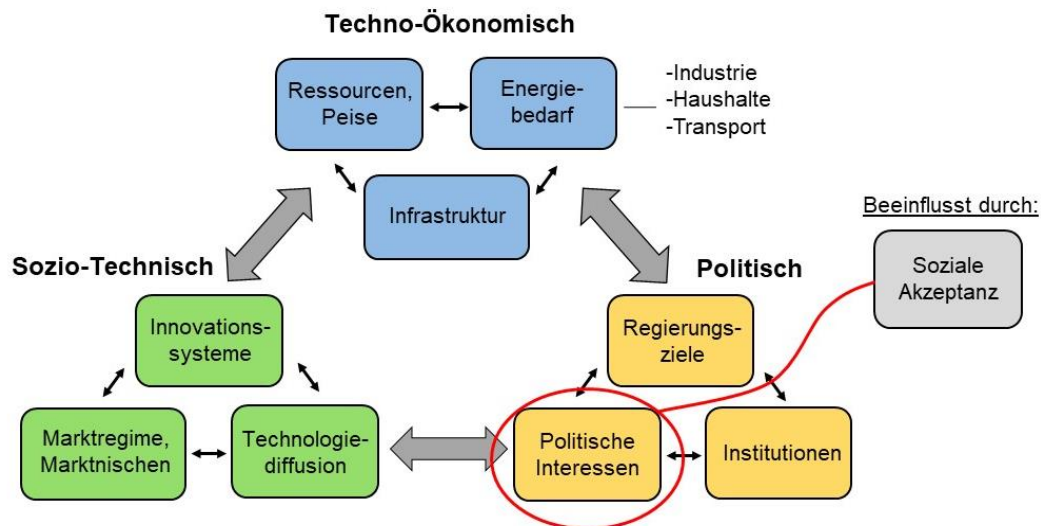 Techno-Ökonomisch
Ressourcen,
Peise
Energie-
bedarf
-Industrie
-Haushalte
-Transport
Infrastruktur
Beeinflusst durch:
Soziale
Akzeptanz
Sozio-Technisch
Innovations-
systeme
Marktregime,
Marktnischen
Technologie-
diffusion
Politisch
Regierungs-
ziele
Politische
Interessen
Institutionen